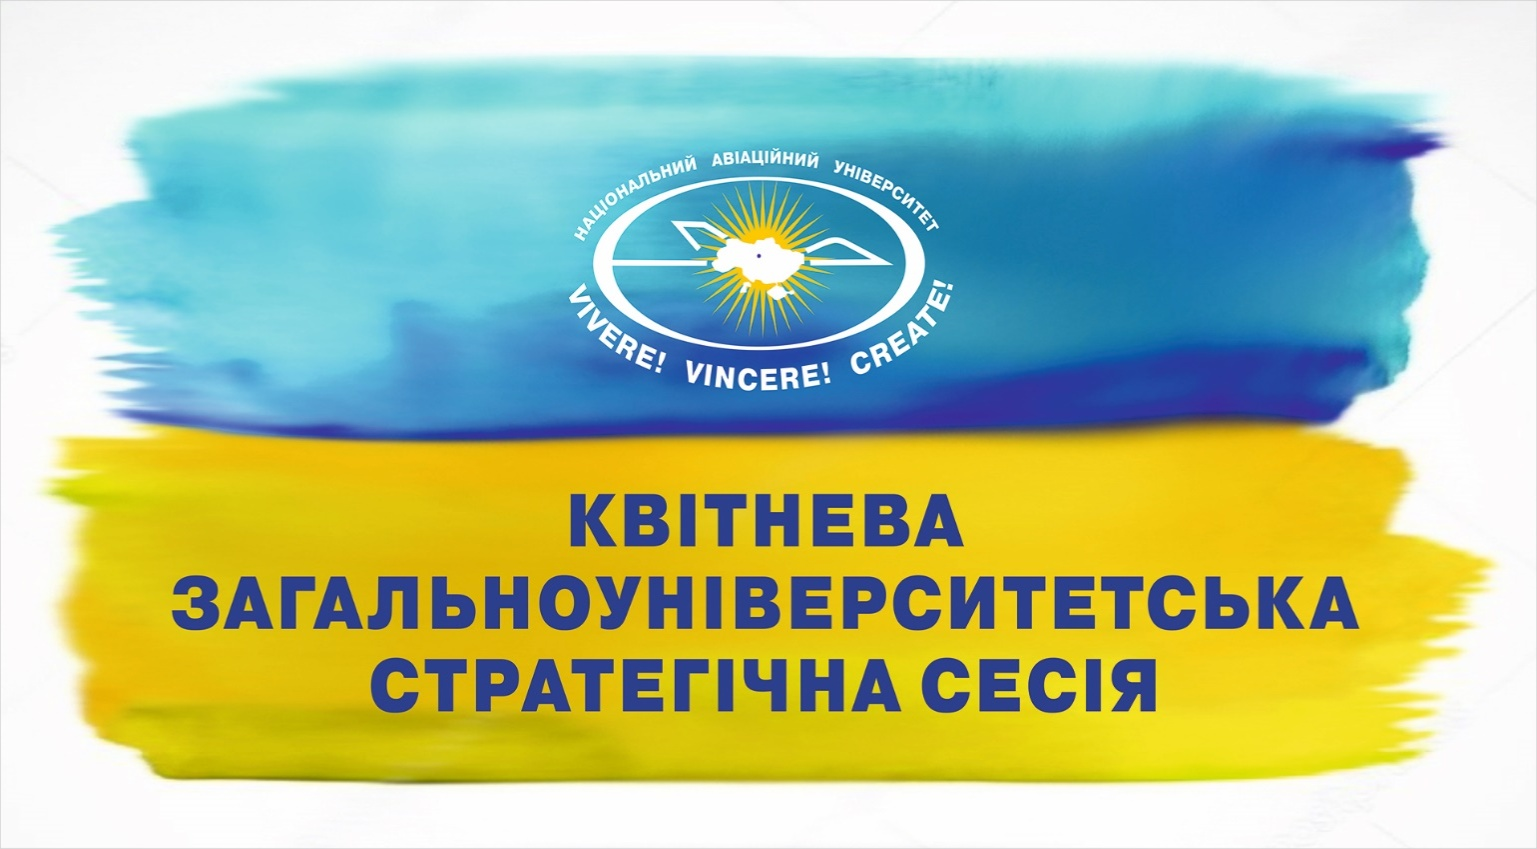 НАЦІОНАЛЬНИЙ АВІАЦІЙНИЙ УНІВЕРСИТЕТ
VIVERE! VINCERE! CREATE!
КВІТНЕВА
ЗАГАЛЬНОУНІВЕРСИТЕТСЬКА
СТРАТЕГІЧНА СЕСІЯ